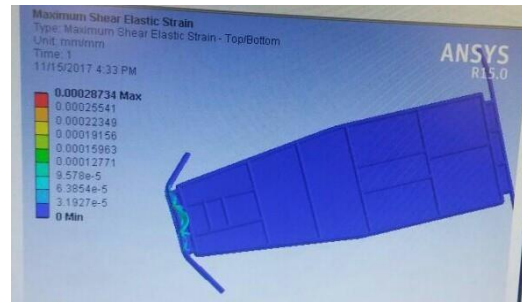 Maximum Shear Elastic Strain
Type: Maximum Shear Elastic Strain - Top/Bottom
Unit: mm/mm
Time: 1
11/15/2017 4:33 PM
ANSYS
R15.0
0.00028734 Max
0.00025541
0.00022349
0.00019156
0.00015963
0.00012771
9.578e-5
6.3854e-5
3.1927e-5
0 Min